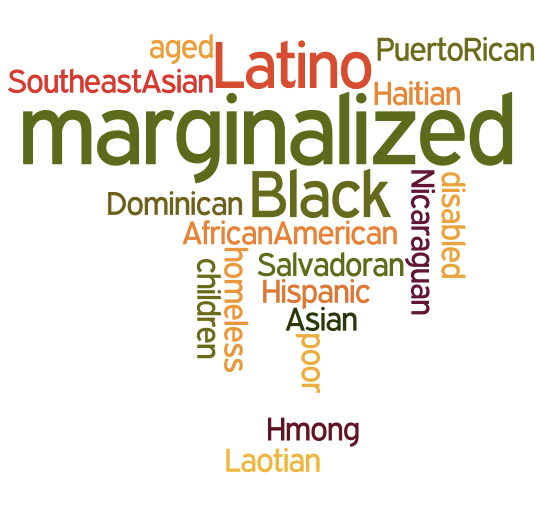 aged
Latino
PuertoRican
SoutheastAsian
Haitian
marginalized
Dominican
Black
Nicaraguan
disabled
AfricanAmerican
children
homeless
Salvadoran
Hispanic
Asian
poor
Hmong
Laotian